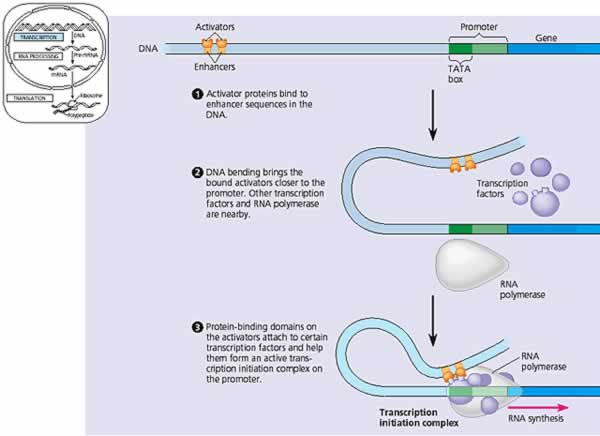 TRANSCRIPTION
DNA
RNA PROCESSING
Pre-mRNA
mRNA
Ribosome
TRANSLATION
Polypeptide
Activators
Promoter
DNA
Gene
Enhancers
TATA
box
1 Activator proteins bind to
enhancer sequences in the
DNA.
2 DNA bending brings the
bound activators closer to the
promoter. Other transcription
factors and RNA polymerase
are nearby.
Transcription
factors
RNA
polymerase
3 Protein-binding domains on
the activators attach to certain
transcription factors and help
them form an active trans-
cription initiation complex on
the promoter.
RNA
polymerase
Transcription
initiation complex
RNA synthesis